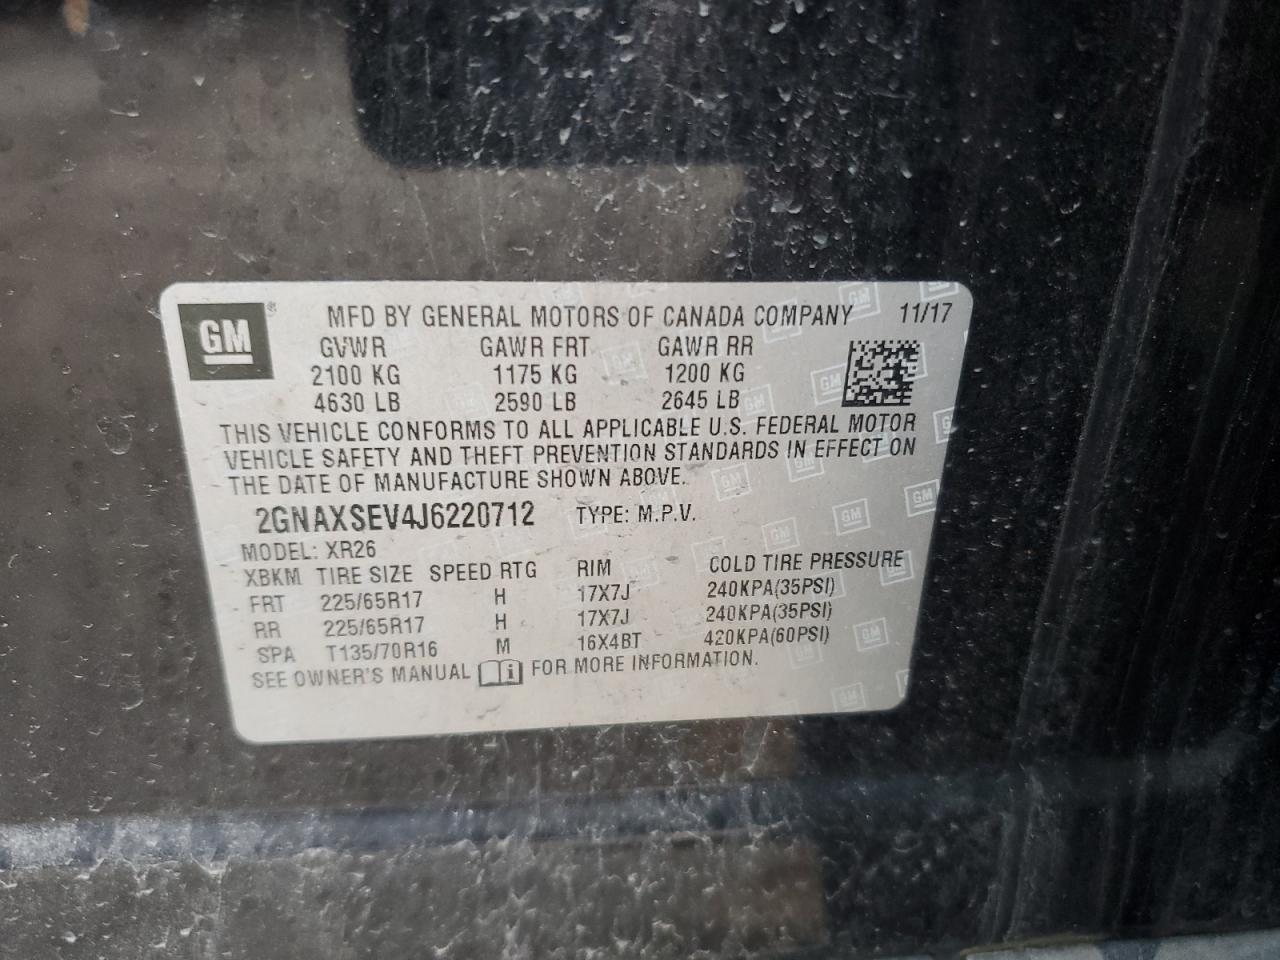 GM ® MFD BY GENERAL MOTORS OF CANADA COMPANY 11/17
GVWR GAWR FRT GAWR RR
2100 KG 1175 KG 1200 KG
4630 LB 2590 LB 2645 LB
THIS VEHICLE CONFORMS TO ALL APPLICABLE U.S. FEDERAL MOTOR
VEHICLE SAFETY AND THEFT PREVENTION STANDARDS IN EFFECT ON
THE DATE OF MANUFACTURE SHOWN ABOVE.
2GNAXSEV4J6220712 TYPE: M.P.V.
MODEL: XR26
XBKM TIRE SIZE SPEED RTG RIM COLD TIRE PRESSURE
FRT 225/65R17 H 17X7J 240KPA(35PSI)
RR 225/65R17 H 17X7J 240KPA(35PSI)
SPA T135/70R16 M 16X4BT 420KPA(60PSI)
SEE OWNER'S MANUAL i FOR MORE INFORMATION.